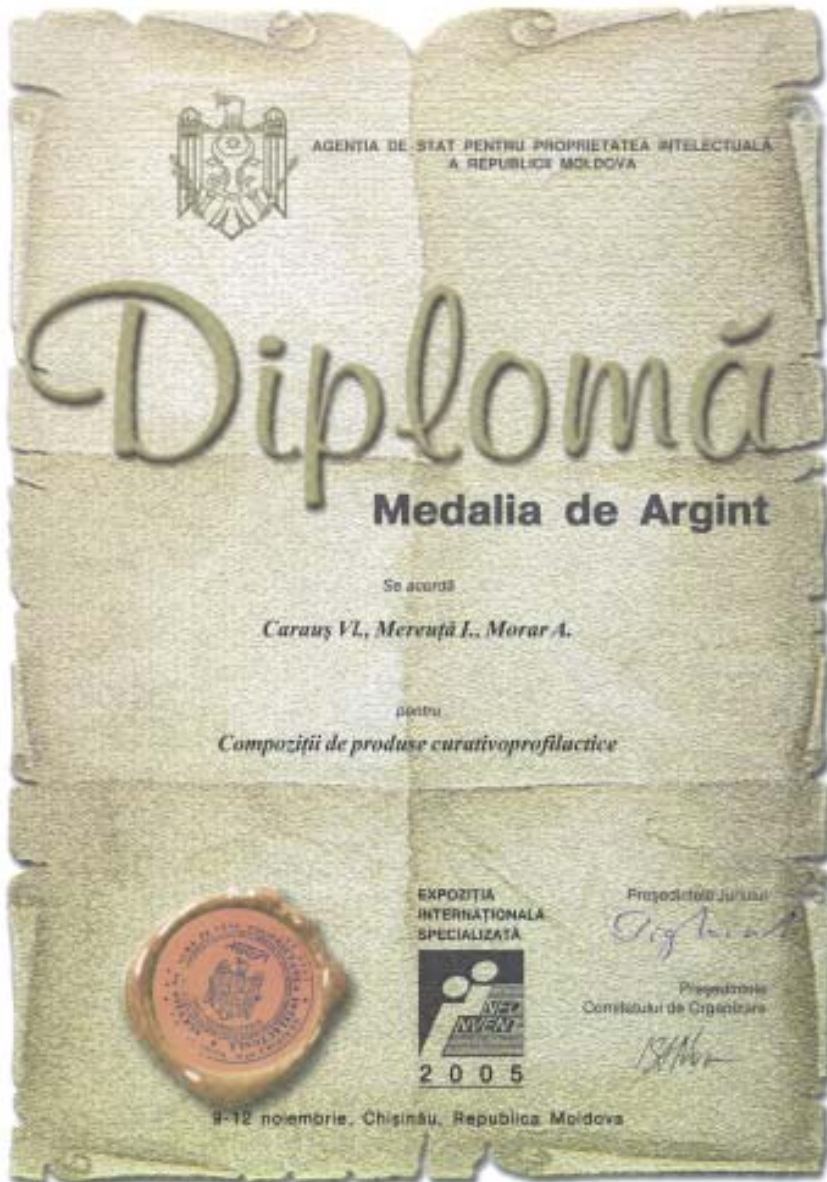 AGENȚIA DE STAT PENTRU PROPRIETATEA INTELECTUALĂ
A REPUBLICII MOLDOVA
Diplomă
Medalia de Argint
Se acordă
Carauș Vl., Mereuță I., Morar A.
pentru
Compoziții de produse curativoprofilactice
EXPOZIȚIA
INTERNAȚIONALĂ
SPECIALIZATĂ
INFO
INVENT
2005
Președintele Juriului
Președintele
Comitetului de Organizare
9-12 noiembrie, Chișinău, Republica Moldova